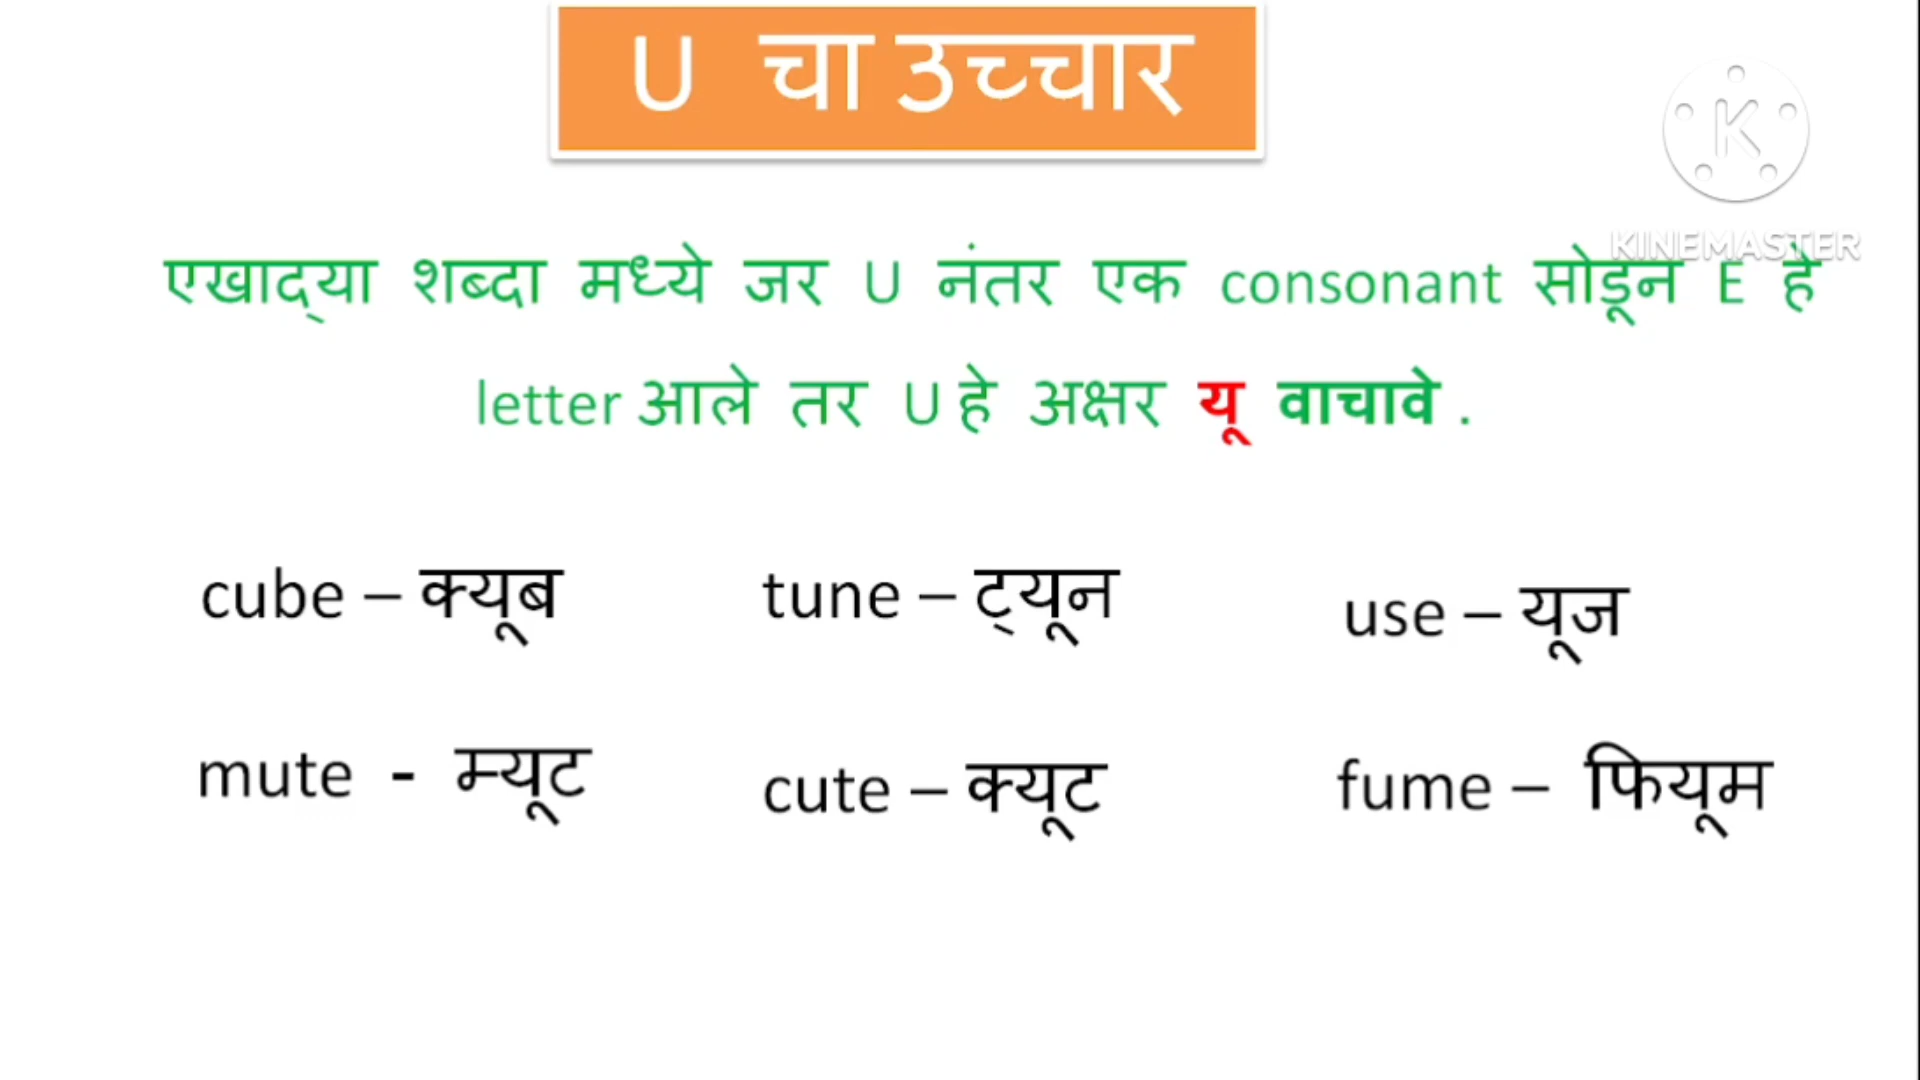 U चा उच्चार
K
KINEMASTER
एखाद्‌या शब्दा मध्ये जर U नंतर एक consonant सोडून E हे
letter आले तर U हे अक्षर यू वाचावे .
cube – क्यूब tune – ट्‌यून use – यूज
mute - म्यूट cute – क्यूट fume – फियूम